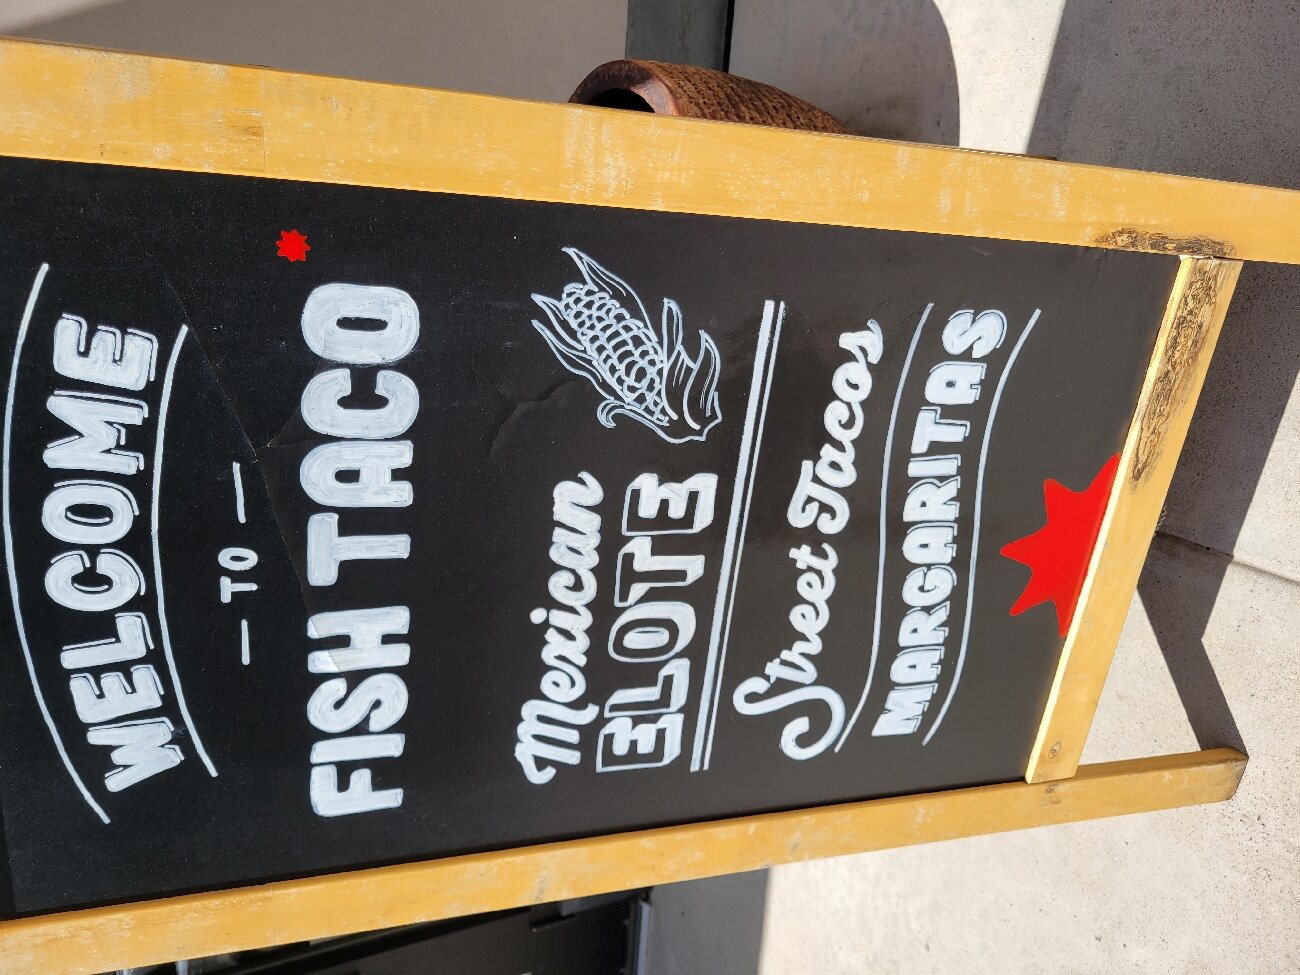 WELCOME
— TO —
FISH TACO
Mexican
ELOTE
Street Tacos
MARGARITAS